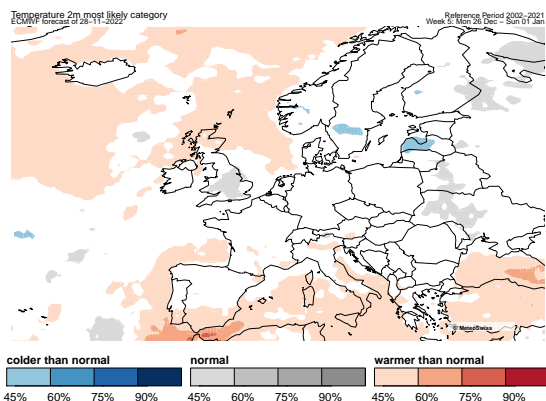 Temperature 2m most likely category
ECMWF forecast of 28-11-2022
Reference Period 2002-2021
Week 5: Mon 26 Dec - Sun 01 Jan
© MeteoSwiss
colder than normal
45% 60% 75% 90%
normal
45% 60% 75% 90%
warmer than normal
45% 60% 75% 90%